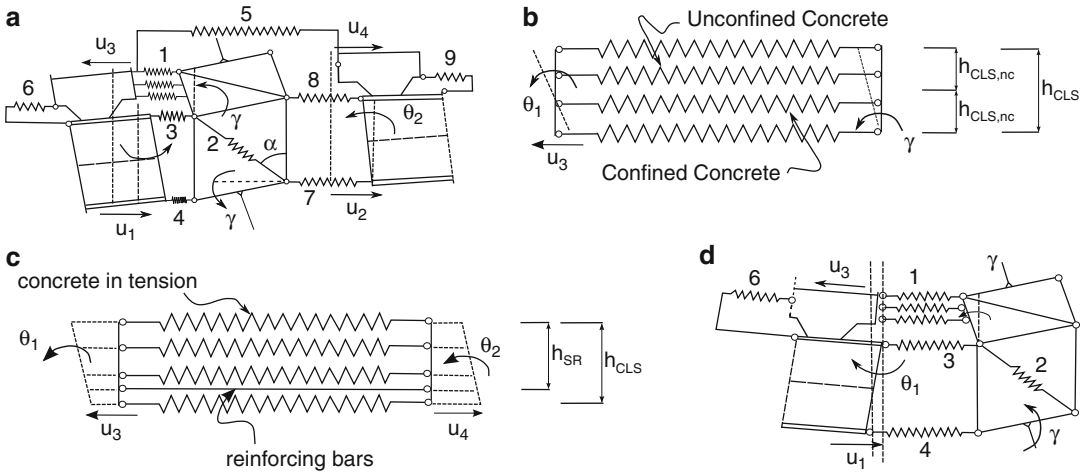 a
5
u3
1
u4
9
6
8
θ2
3
γ
2
α
7
u2
u1
4
γ
b
Unconfined Concrete
hCLS,nc
hCLS
θ1
hCLS,nc
u3
γ
Confined Concrete
c
concrete in tension
θ1
θ2
hSR
hCLS
u3
u4
reinforcing bars
d
6
u3
1
γ
3
2
θ1
γ
4
u1